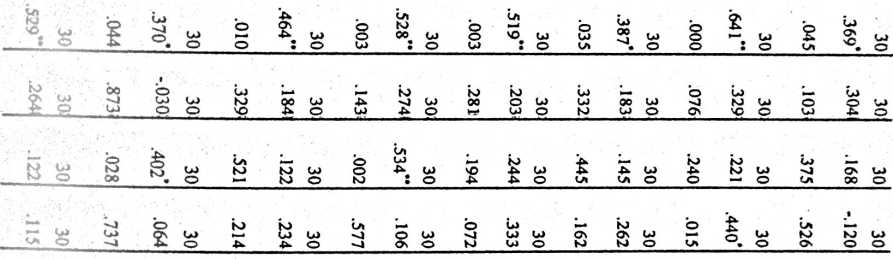 30 30 30 30
.369* .304 .168 -.120
.045 .103 .375 .526
30 30 30 30
.641** .329 .221 .440*
.000 .076 .240 .015
30 30 30 30
.387* .183 .145 .262
.035 .332 .445 .162
30 30 30 30
.519** .203 .244 .333
.003 .281 .194 .072
30 30 30 30
.528** .274 .534** .106
.003 .143 .002 .577
30 30 30 30
.464** .184 .122 .234
.010 .329 .521 .214
30 30 30 30
.370* -.030 .402* .064
.044 .873 .028 .737
30 30 30 30
.529** .264 .122 .115